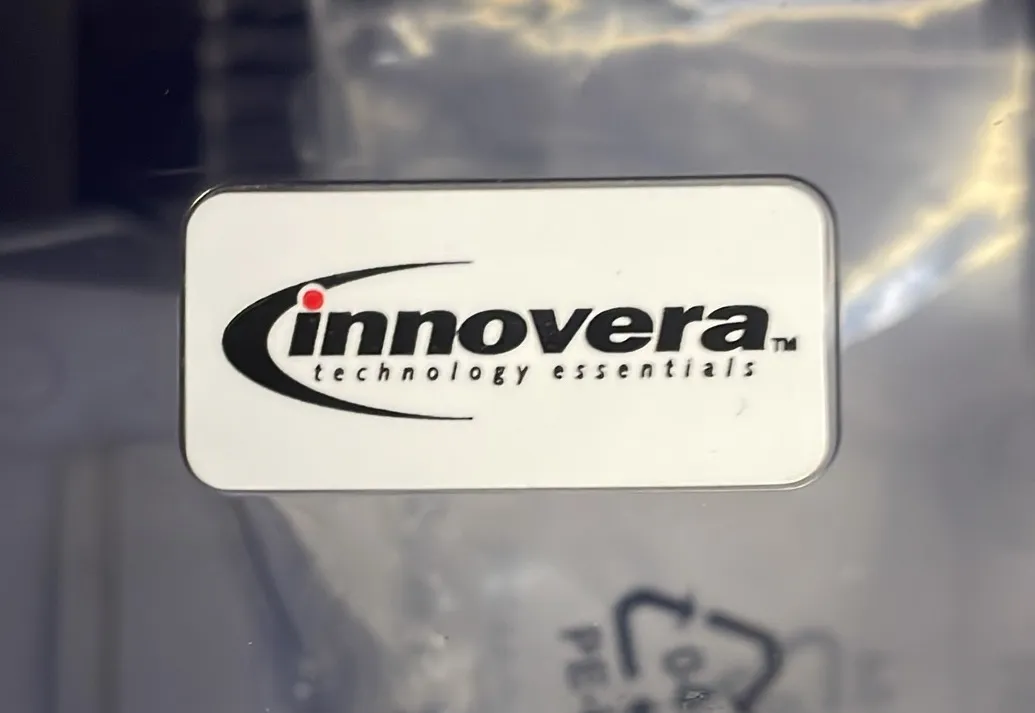 innovera™
technology essentials